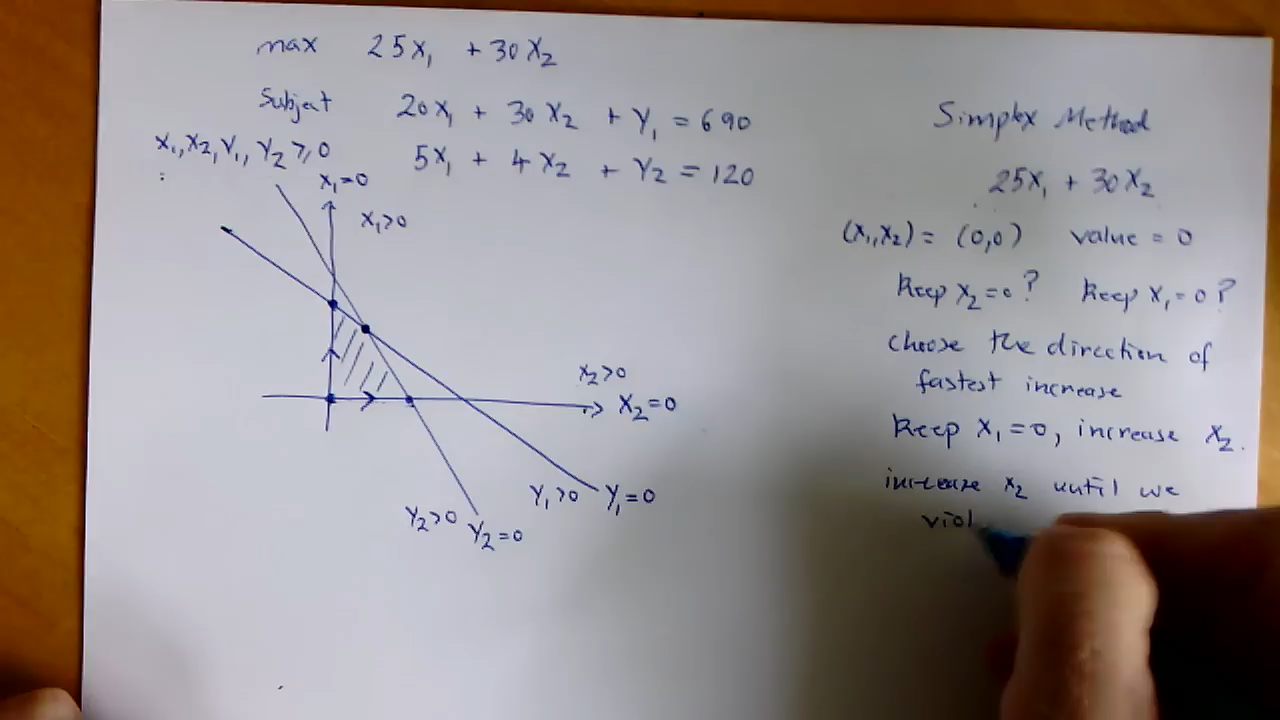 max 25x₁ + 30x₂
Subject 20x₁ + 30x₂ + y₁ = 690
x₁, x₂, y₁, y₂ ≥ 0 5x₁ + 4x₂ + y₂ = 120
x₁=0
x₁>0
x₂>0
x₂=0
y₁>0 y₁=0
y₂>0 y₂=0
Simplex Method
25x₁ + 30x₂
(x₁,x₂) = (0,0) value = 0
keep x₂=0? keep x₁=0?
choose the direction of
fastest increase
keep x₁=0, increase x₂.
increase x₂ until we
viol